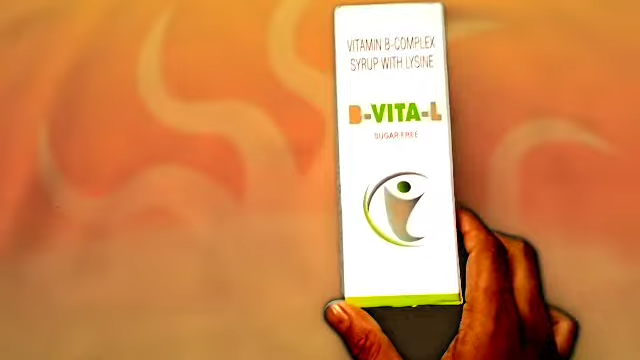 VITAMIN B-COMPLEX
SYRUP WITH LYSINE
B-VITA-L
SUGAR FREE